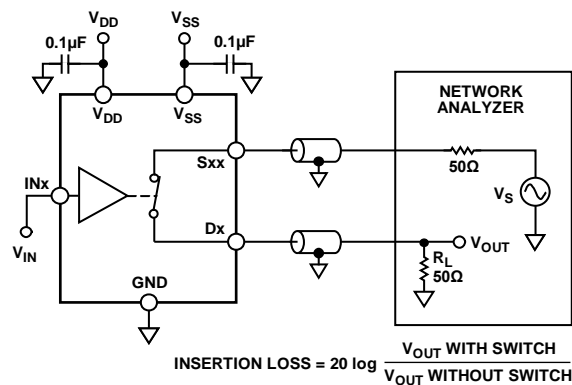 VDD
VSS
0.1µF
0.1µF
VDD
VSS
NETWORK
ANALYZER
Sxx
50Ω
INx
VS
VIN
Dx
VOUT
RL
50Ω
GND
INSERTION LOSS = 20 log VOUT WITH SWITCH
VOUT WITHOUT SWITCH